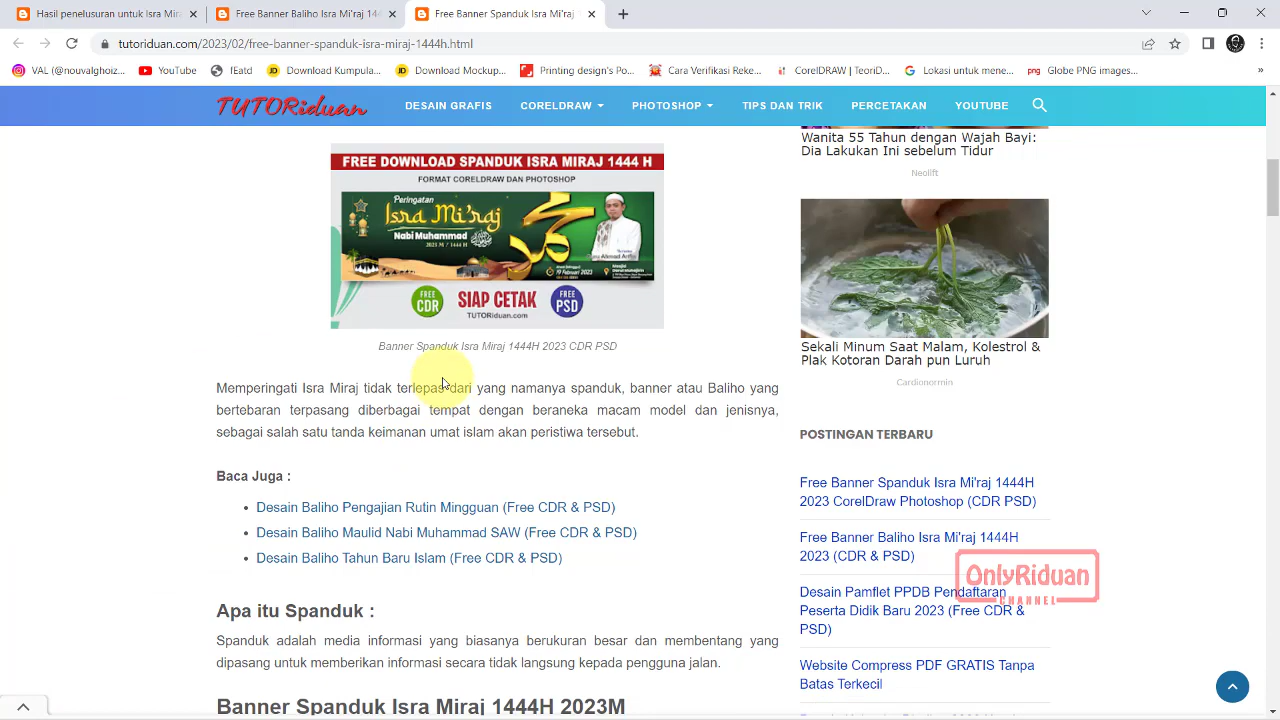 Hasil penelusuran untuk Isra Mi'raj
Free Banner Baliho Isra Mi'raj 144
Free Banner Spanduk Isra Mi'raj
tutoriduan.com/2023/02/free-banner-spanduk-isra-miraj-1444h.html
VAL (@nouvalghoiz...
YouTube
fEatd
Download Kumpula...
Download Mockup...
Printing design's Po...
Cara Verifikasi Reke...
CorelDRAW | TeoriD...
Lokasi untuk mene...
Globe PNG images...
TUTORiduan
DESAIN GRAFIS
CORELDRAW
PHOTOSHOP
TIPS DAN TRIK
PERCETAKAN
YOUTUBE
FREE DOWNLOAD SPANDUK ISRA MIRAJ 1444 H
FORMAT CORELDRAW DAN PHOTOSHOP
Peringatan
Isra Mi'raj
Nabi Muhammad
2023 M / 1444 H
19 Februari 2023
FREE CDR
SIAP CETAK
FREE PSD
TUTORiduan.com
Banner Spanduk Isra Miraj 1444H 2023 CDR PSD
Memperingati Isra Miraj tidak terlepas dari yang namanya spanduk, banner atau Baliho yang
bertebaran terpasang diberbagai tempat dengan beraneka macam model dan jenisnya,
sebagai salah satu tanda keimanan umat islam akan peristiwa tersebut.
Baca Juga :
Desain Baliho Pengajian Rutin Mingguan (Free CDR & PSD)
Desain Baliho Maulid Nabi Muhammad SAW (Free CDR & PSD)
Desain Baliho Tahun Baru Islam (Free CDR & PSD)
Apa itu Spanduk :
Spanduk adalah media informasi yang biasanya berukuran besar dan membentang yang
dipasang untuk memberikan informasi secara tidak langsung kepada pengguna jalan.
Banner Spanduk Isra Miraj 1444H 2023M
Wanita 55 Tahun dengan Wajah Bayi:
Dia Lakukan Ini sebelum Tidur
Neolift
Sekali Minum Saat Malam, Kolestrol &
Plak Kotoran Darah pun Luruh
Cardionormin
POSTINGAN TERBARU
Free Banner Spanduk Isra Mi'raj 1444H
2023 CorelDraw Photoshop (CDR PSD)
Free Banner Baliho Isra Mi'raj 1444H
2023 (CDR & PSD)
Desain Pamflet PPDB Pendaftaran
Peserta Didik Baru 2023 (Free CDR &
PSD)
Website Compress PDF GRATIS Tanpa
Batas Terkecil
OnlyRiduan
CHANNEL